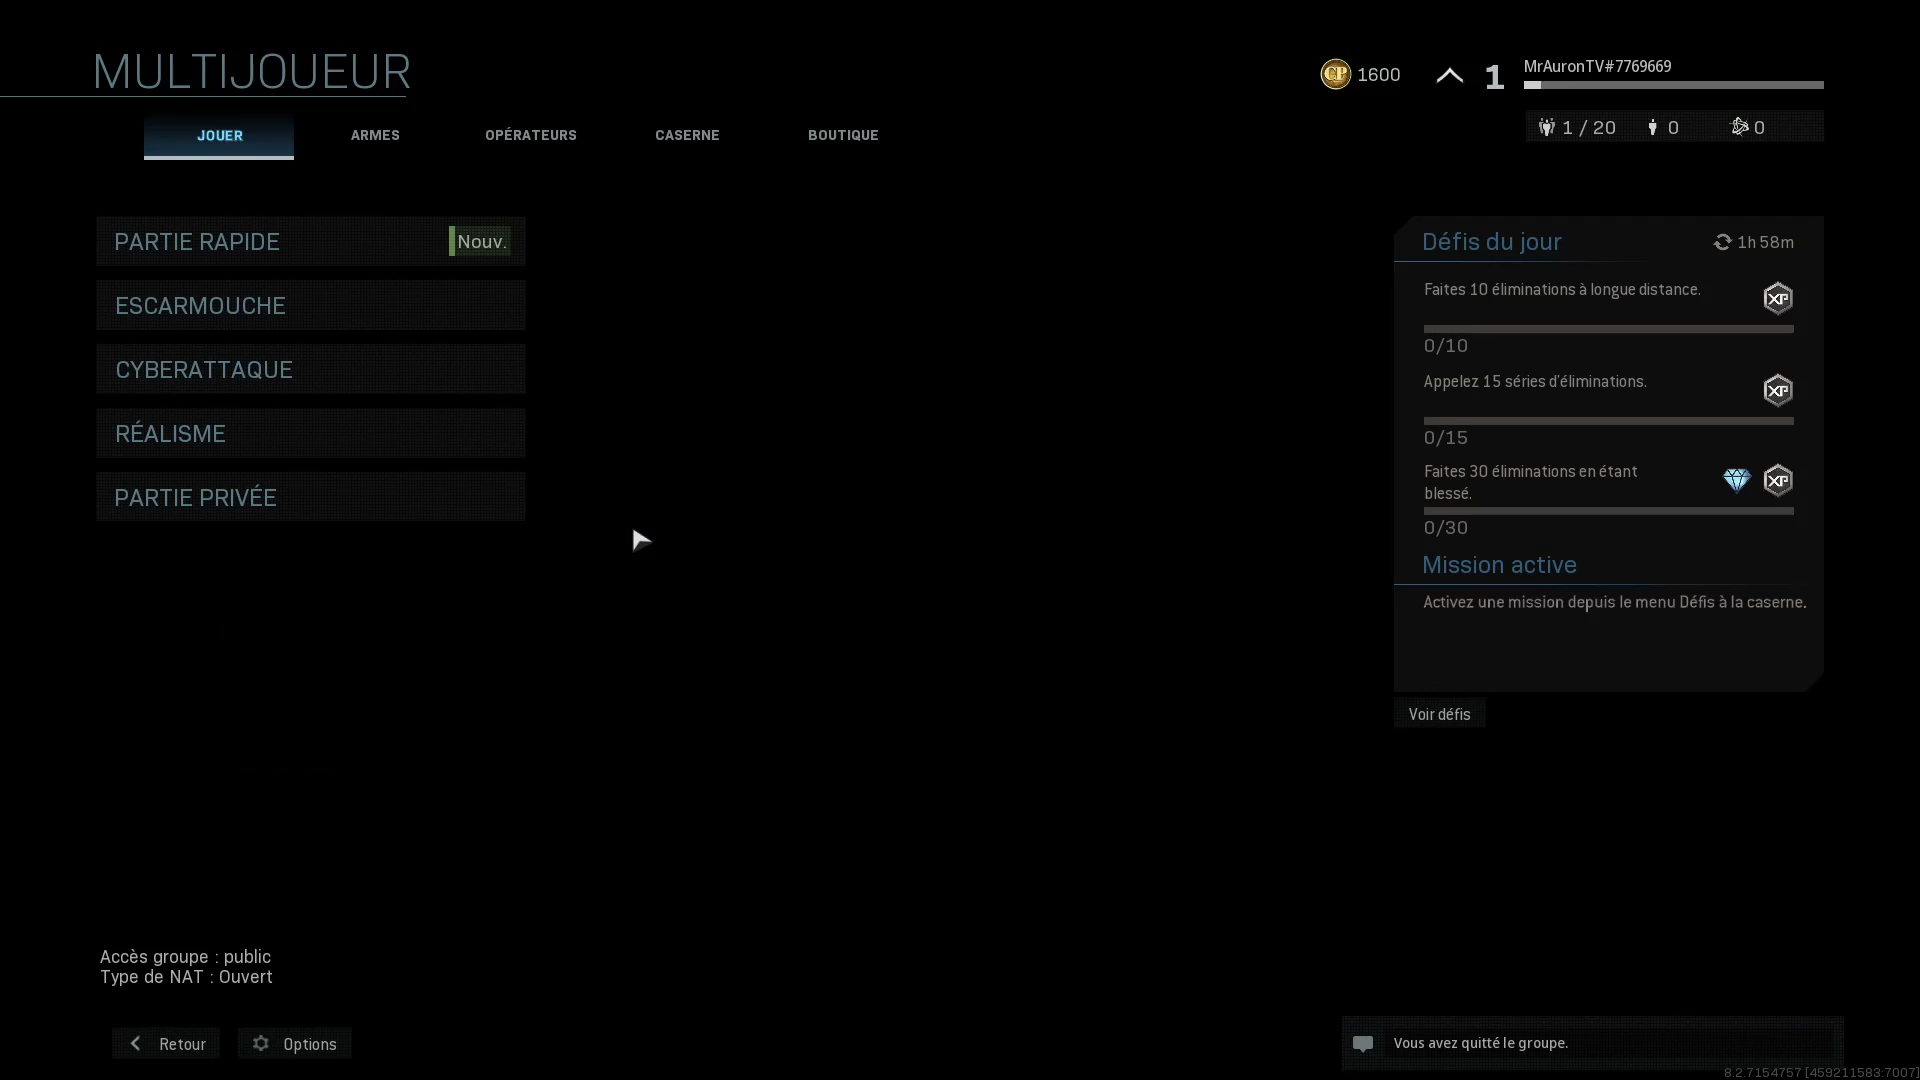 MULTIJOUEUR
CP 1600
1
MrAuronTV#7769669
1 / 20
0
0
JOUER
ARMES
OPÉRATEURS
CASERNE
BOUTIQUE
PARTIE RAPIDE
Nouv.
ESCARMOUCHE
CYBERATTAQUE
RÉALISME
PARTIE PRIVÉE
Défis du jour
1h 58m
Faites 10 éliminations à longue distance.
XP
0/10
Appelez 15 séries d'éliminations.
XP
0/15
Faites 30 éliminations en étant
blessé.
XP
0/30
Mission active
Activez une mission depuis le menu Défis à la caserne.
Voir défis
Accès groupe : public
Type de NAT : Ouvert
Retour
Options
Vous avez quitté le groupe.
8.2.7154757 [459211583:7007]